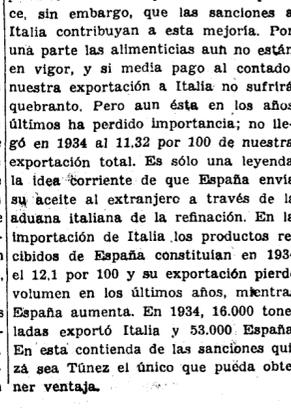 ce, sin embargo, que las sanciones a
Italia contribuyan a esta mejoría. Por
una parte las alimenticias aun no están
en vigor, y si media pago al contado
nuestra exportación a Italia no sufrirá
quebranto. Pero aun ésta en los años
últimos ha perdido importancia; no lle-
gó en 1934 al 11,32 por 100 de nuestra
exportación total. Es sólo una leyenda
la idea corriente de que España envía
su aceite al extranjero a través de la
aduana italiana de la refinación. En la
importación de Italia los productos re-
cibidos de España constituían en 193
el 12,1 por 100 y su exportación pierd
volumen en los últimos años, mientra
España aumenta. En 1934, 16.000 tone
ladas exportó Italia y 53.000 España
En esta contienda de las sanciones qui
zá sea Túnez el único que pueda obte
ner ventaja.